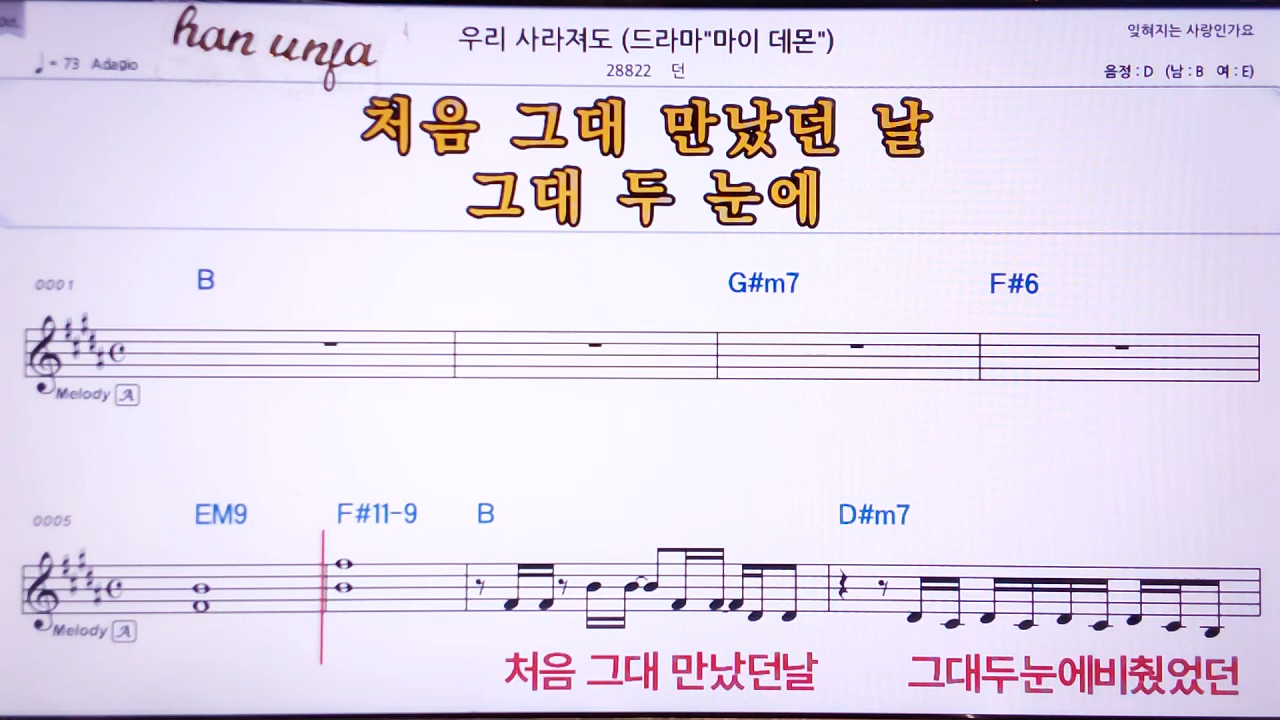 han unfa
우리 사라져도 (드라마"마이 데몬")
잊혀지는 사랑인가요
♩= 73 Adagio
28822 던
음정 : D (남 : B 여 : E)
처음 그대 만났던 날
그대 두 눈에
0001 B G#m7 F#6
Melody A
0005 EM9 F#11-9 B D#m7
Melody A
처음 그대 만났던날 그대두눈에비췄었던